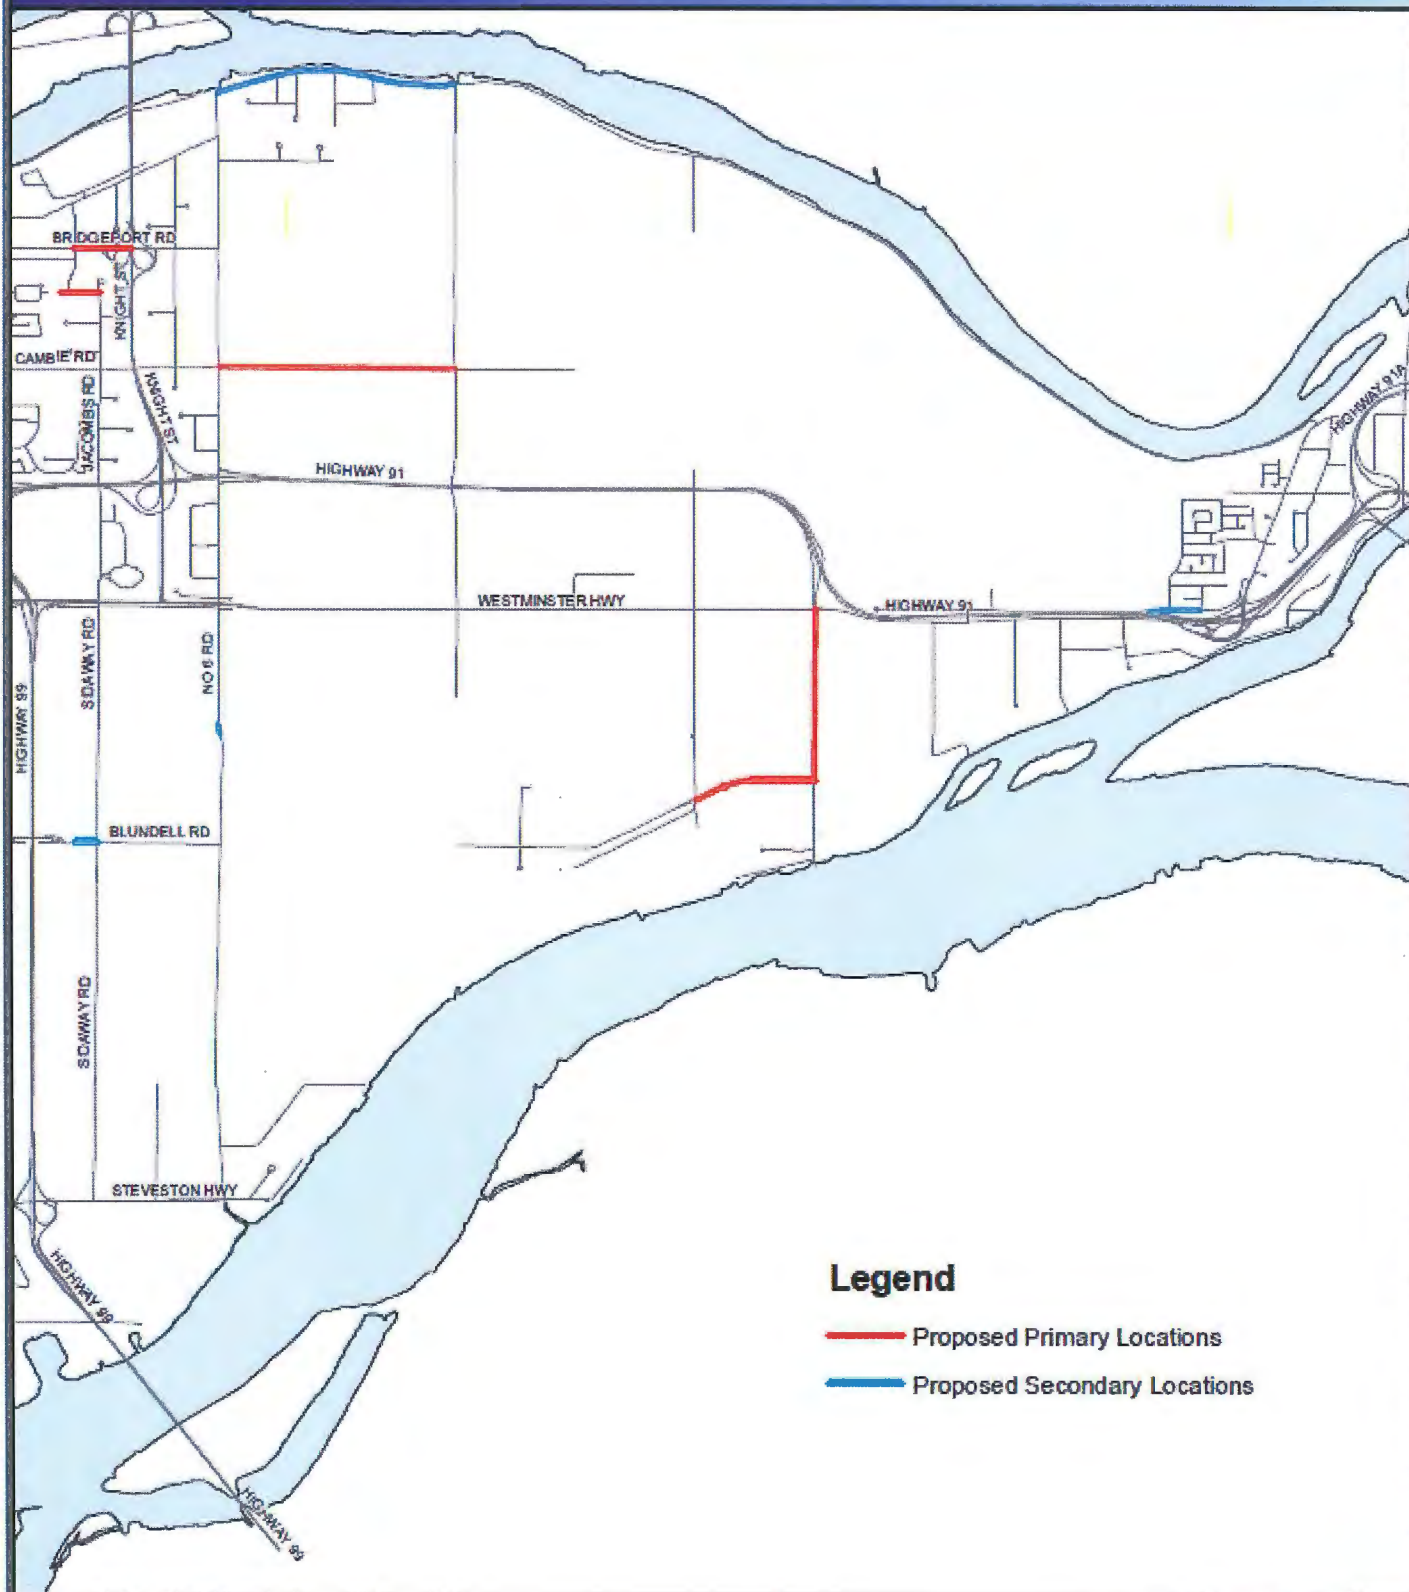 BRIDGEPORT RD
KNIGHT ST
CAMBIE RD
JACOMBS RD
KNIGHT ST
HIGHWAY 91
HIGHWAY 91A
WESTMINSTER HWY
HIGHWAY 91
SIDAWAY RD
NO 6 RD
HIGHWAY 99
BLUNDELL RD
SIDAWAY RD
STEVESTON HWY
HIGHWAY 99
Legend
Proposed Primary Locations
Proposed Secondary Locations
HIGHWAY 99